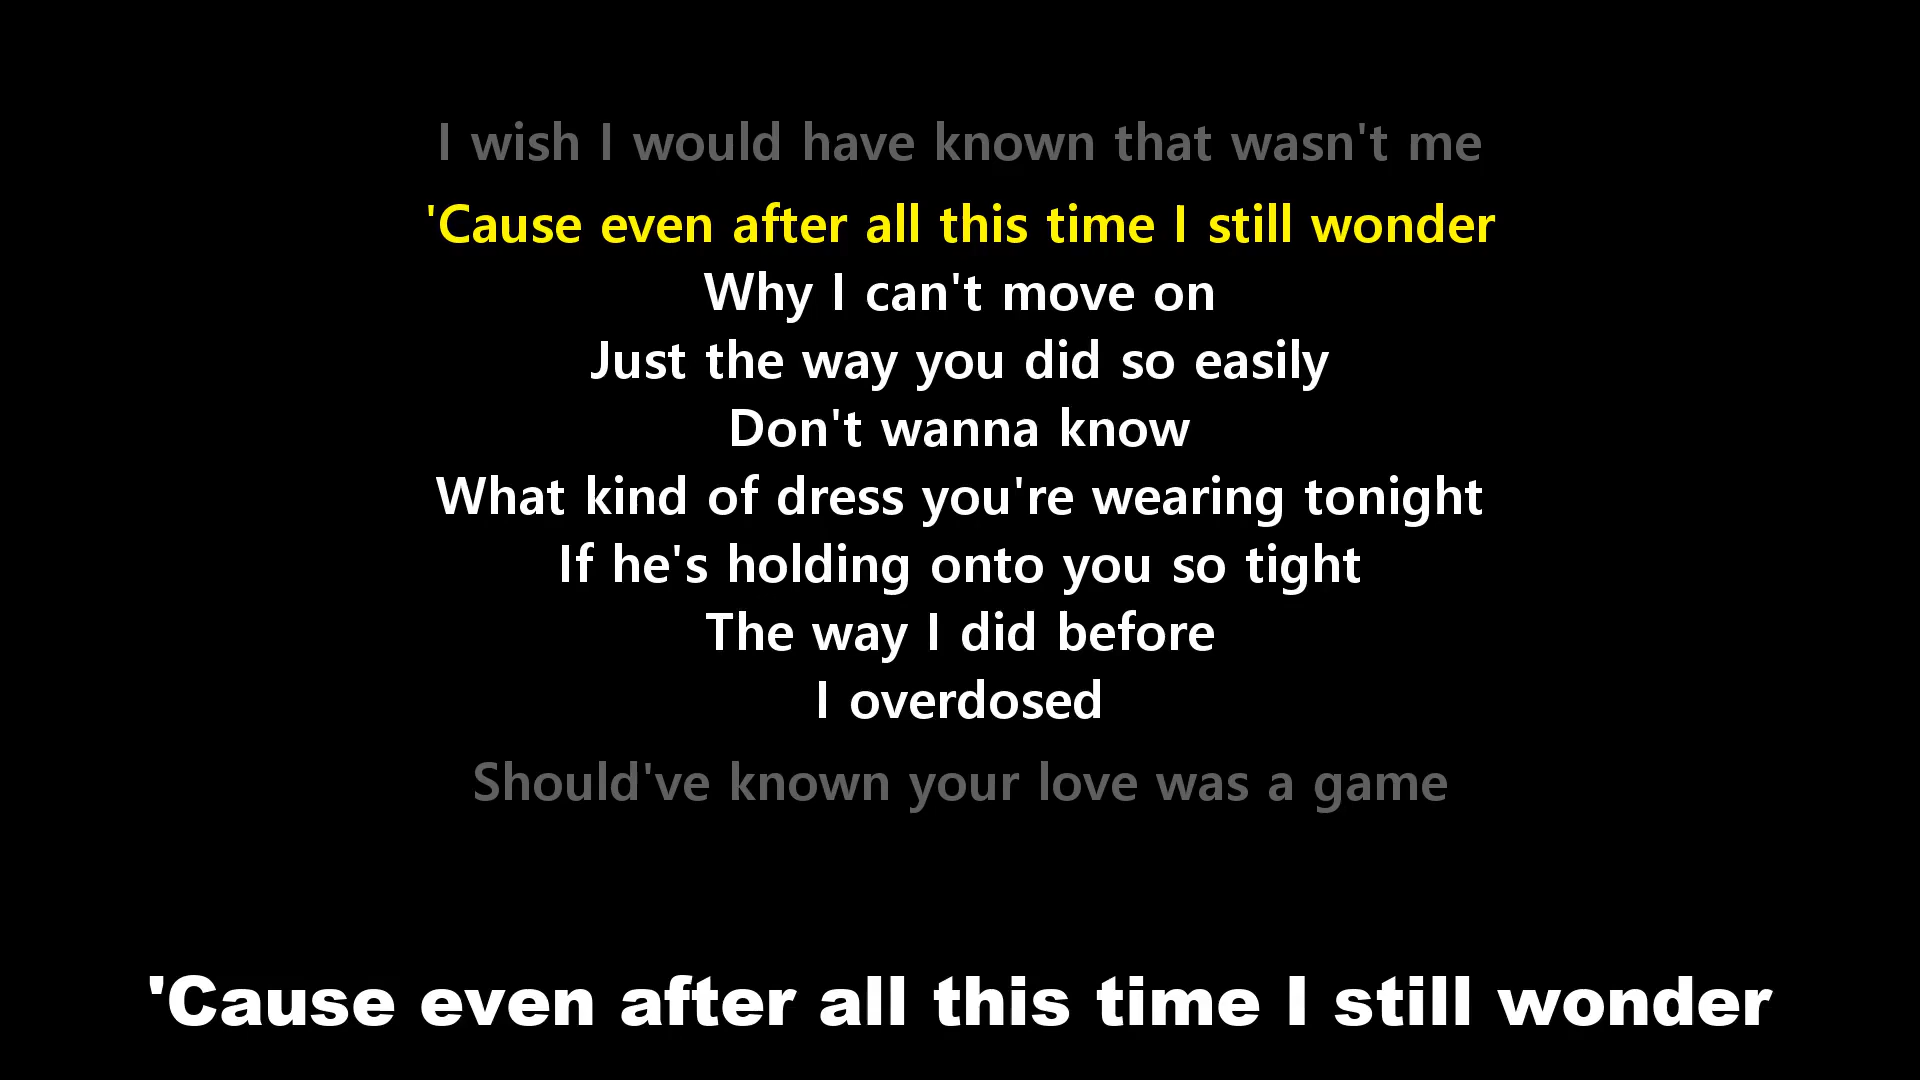 I wish I would have known that wasn't me
'Cause even after all this time I still wonder
Why I can't move on
Just the way you did so easily
Don't wanna know
What kind of dress you're wearing tonight
If he's holding onto you so tight
The way I did before
I overdosed
Should've known your love was a game
'Cause even after all this time I still wonder